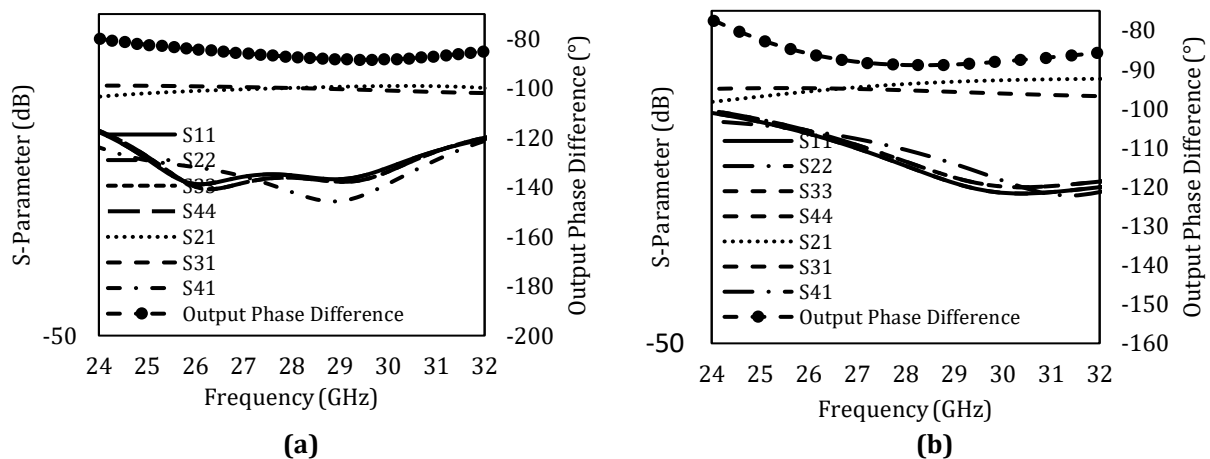 S-Parameter (dB)
-50
S11
S22
S33
S44
S21
S31
S41
Output Phase Difference
-80
-100
-120
-140
-160
-180
-200
Output Phase Difference (°)
24 25 26 27 28 29 30 31 32
Frequency (GHz)
(a)
S-Parameter (dB)
-50
S11
S22
S33
S44
S21
S31
S41
Output Phase Difference
-80
-90
-100
-110
-120
-130
-140
-150
-160
Output Phase Difference (°)
24 25 26 27 28 29 30 31 32
Frequency (GHz)
(b)